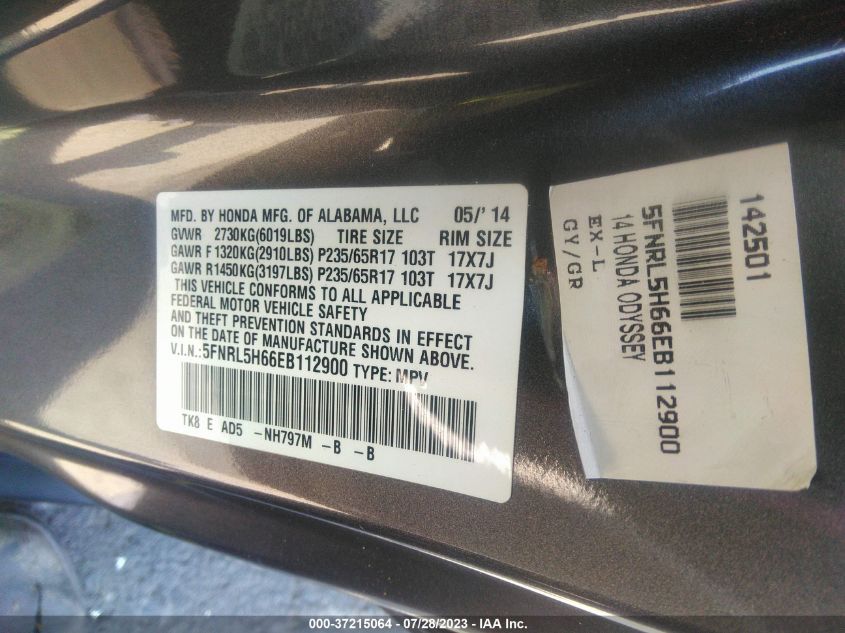 MFD. BY HONDA MFG. OF ALABAMA, LLC 05/'14
GVWR 2730KG(6019LBS) TIRE SIZE RIM SIZE
GAWR F 1320KG(2910LBS) P235/65R17 103T 17X7J
GAWR R1450KG(3197LBS) P235/65R17 103T 17X7J
THIS VEHICLE CONFORMS TO ALL APPLICABLE
FEDERAL MOTOR VEHICLE SAFETY
AND THEFT PREVENTION STANDARDS IN EFFECT
ON THE DATE OF MANUFACTURE SHOWN ABOVE.
V.I.N.:5FNRL5H66EB112900 TYPE: MPV
TK8 E AD5 -NH797M -B -B
142501
5FNRL5H66EB112900
14 HONDA ODYSSEY
EX-L
GY/GR
000-37215064 - 07/28/2023 - IAA Inc.